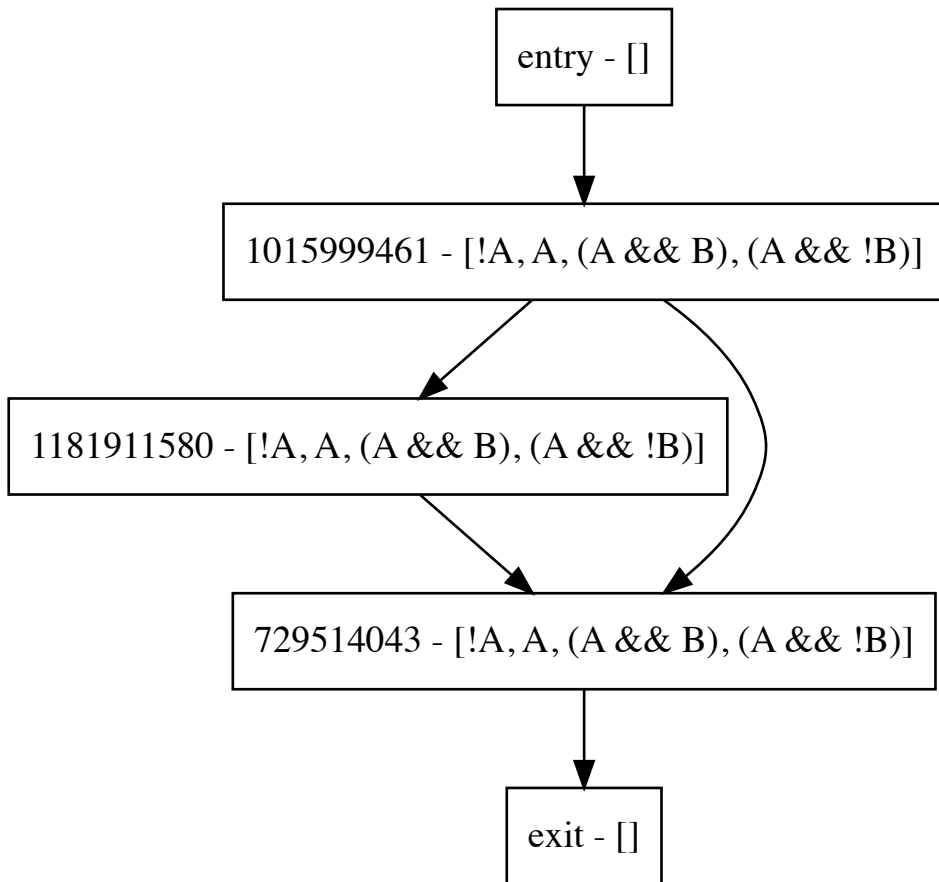 entry - []
1015999461 - [!A, A, (A && B), (A && !B)]
1181911580 - [!A, A, (A && B), (A && !B)]
729514043 - [!A, A, (A && B), (A && !B)]
exit - []